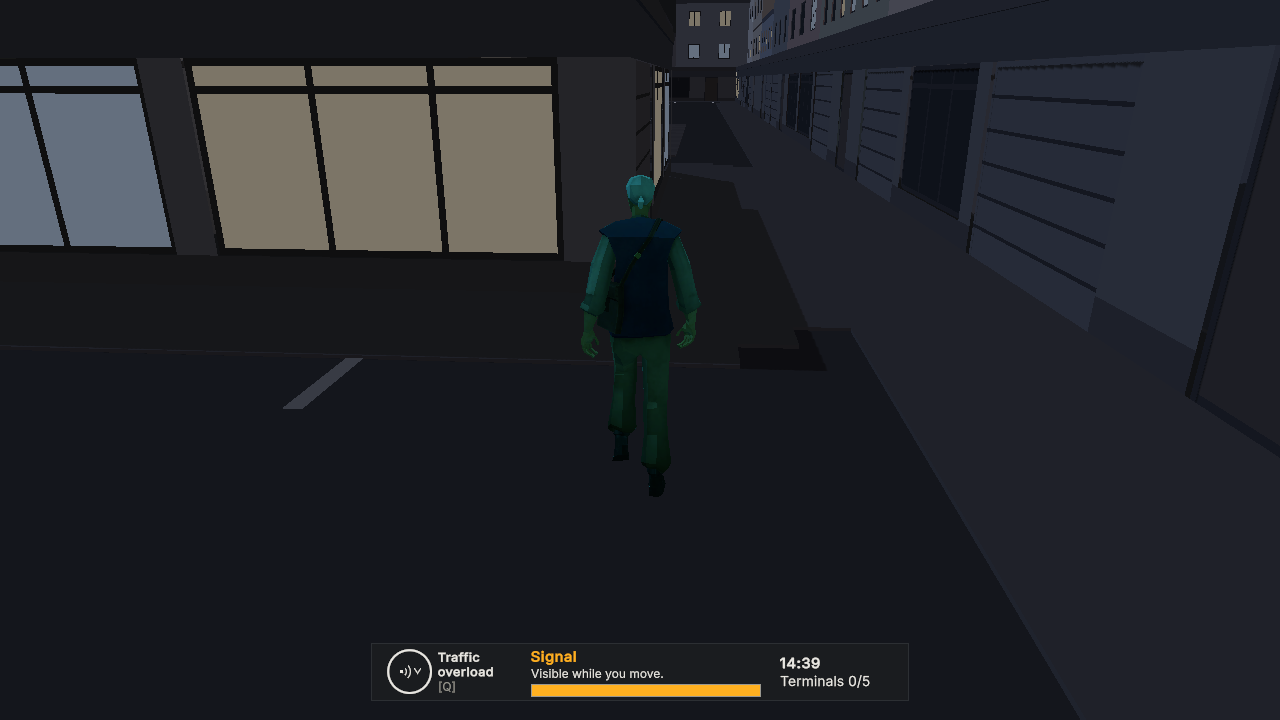 Traffic
overload
[Q]
Signal
Visible while you move.
14:39
Terminals 0/5